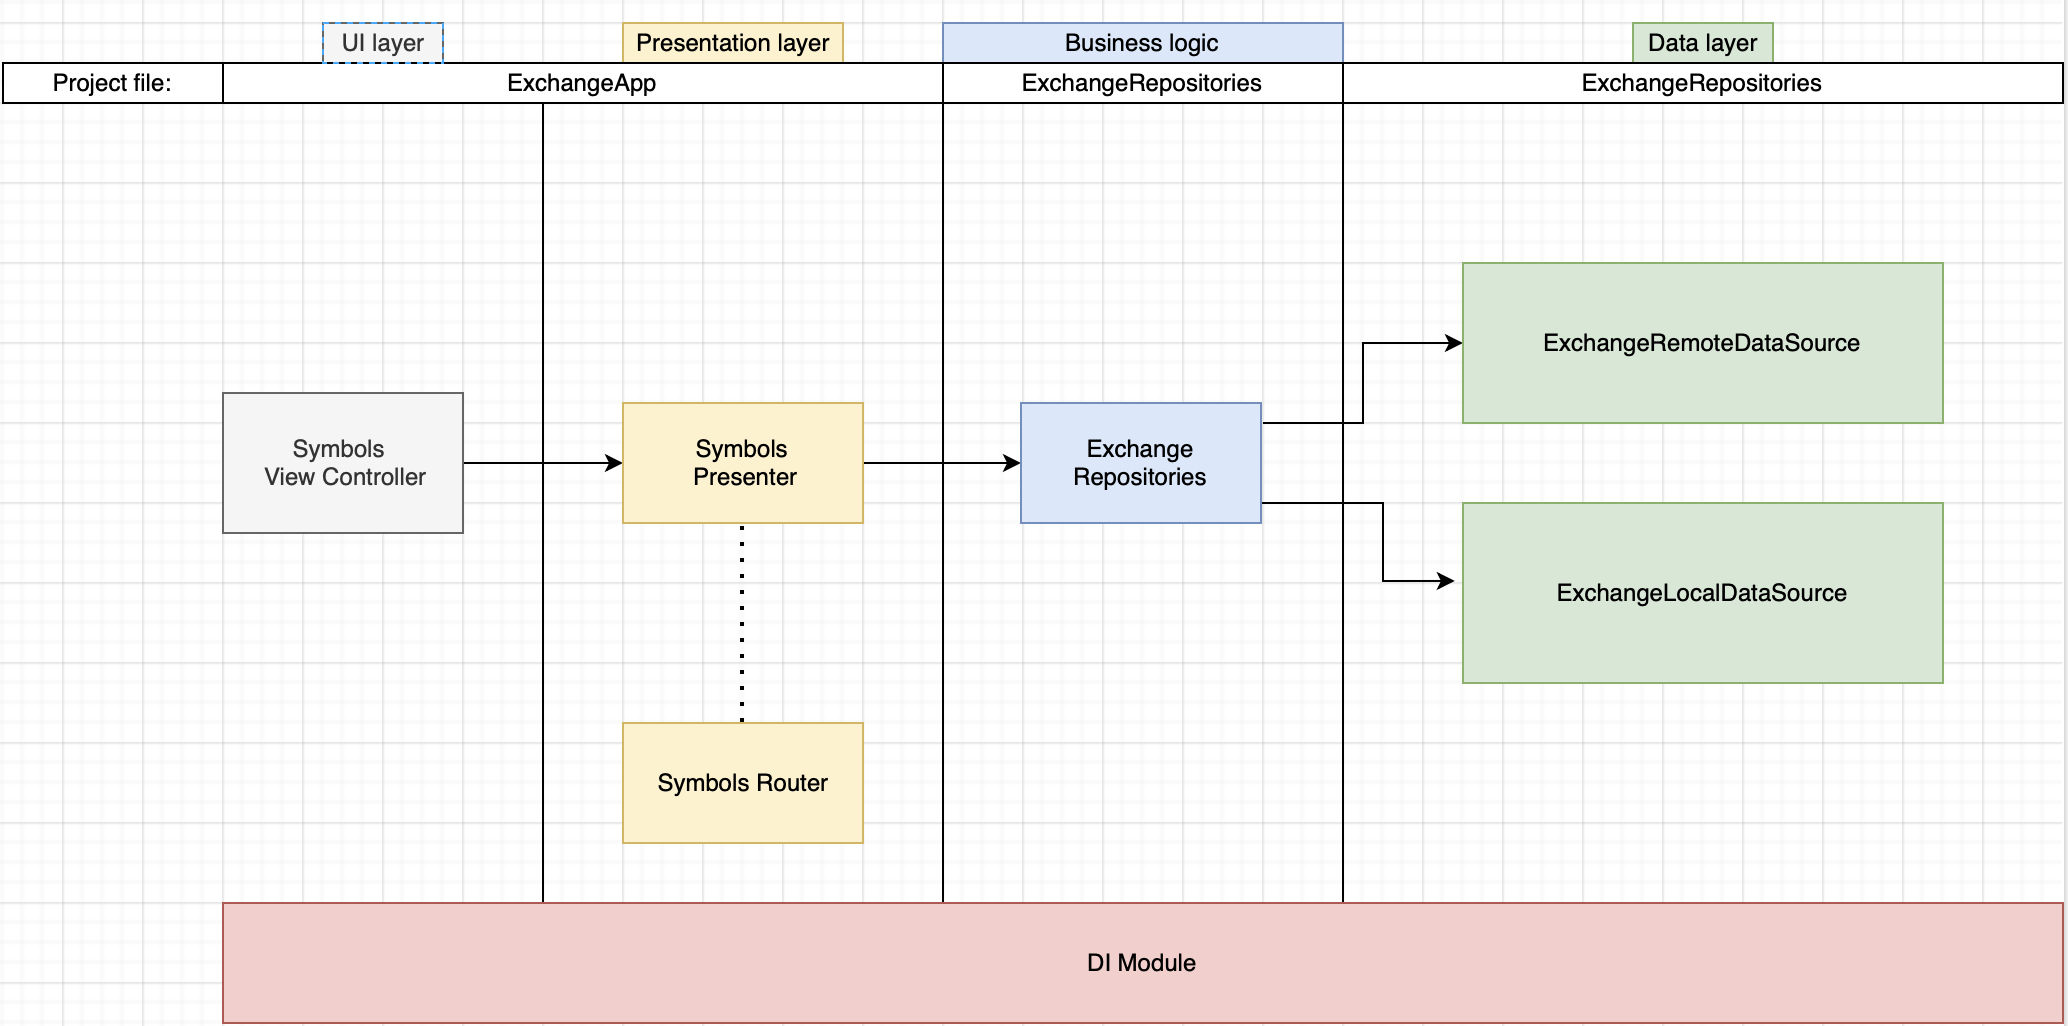 UI layer
Presentation layer
Business logic
Data layer
Project file:
ExchangeApp
ExchangeRepositories
ExchangeRepositories
Symbols
View Controller
Symbols
Presenter
Exchange
Repositories
ExchangeRemoteDataSource
ExchangeLocalDataSource
Symbols Router
DI Module